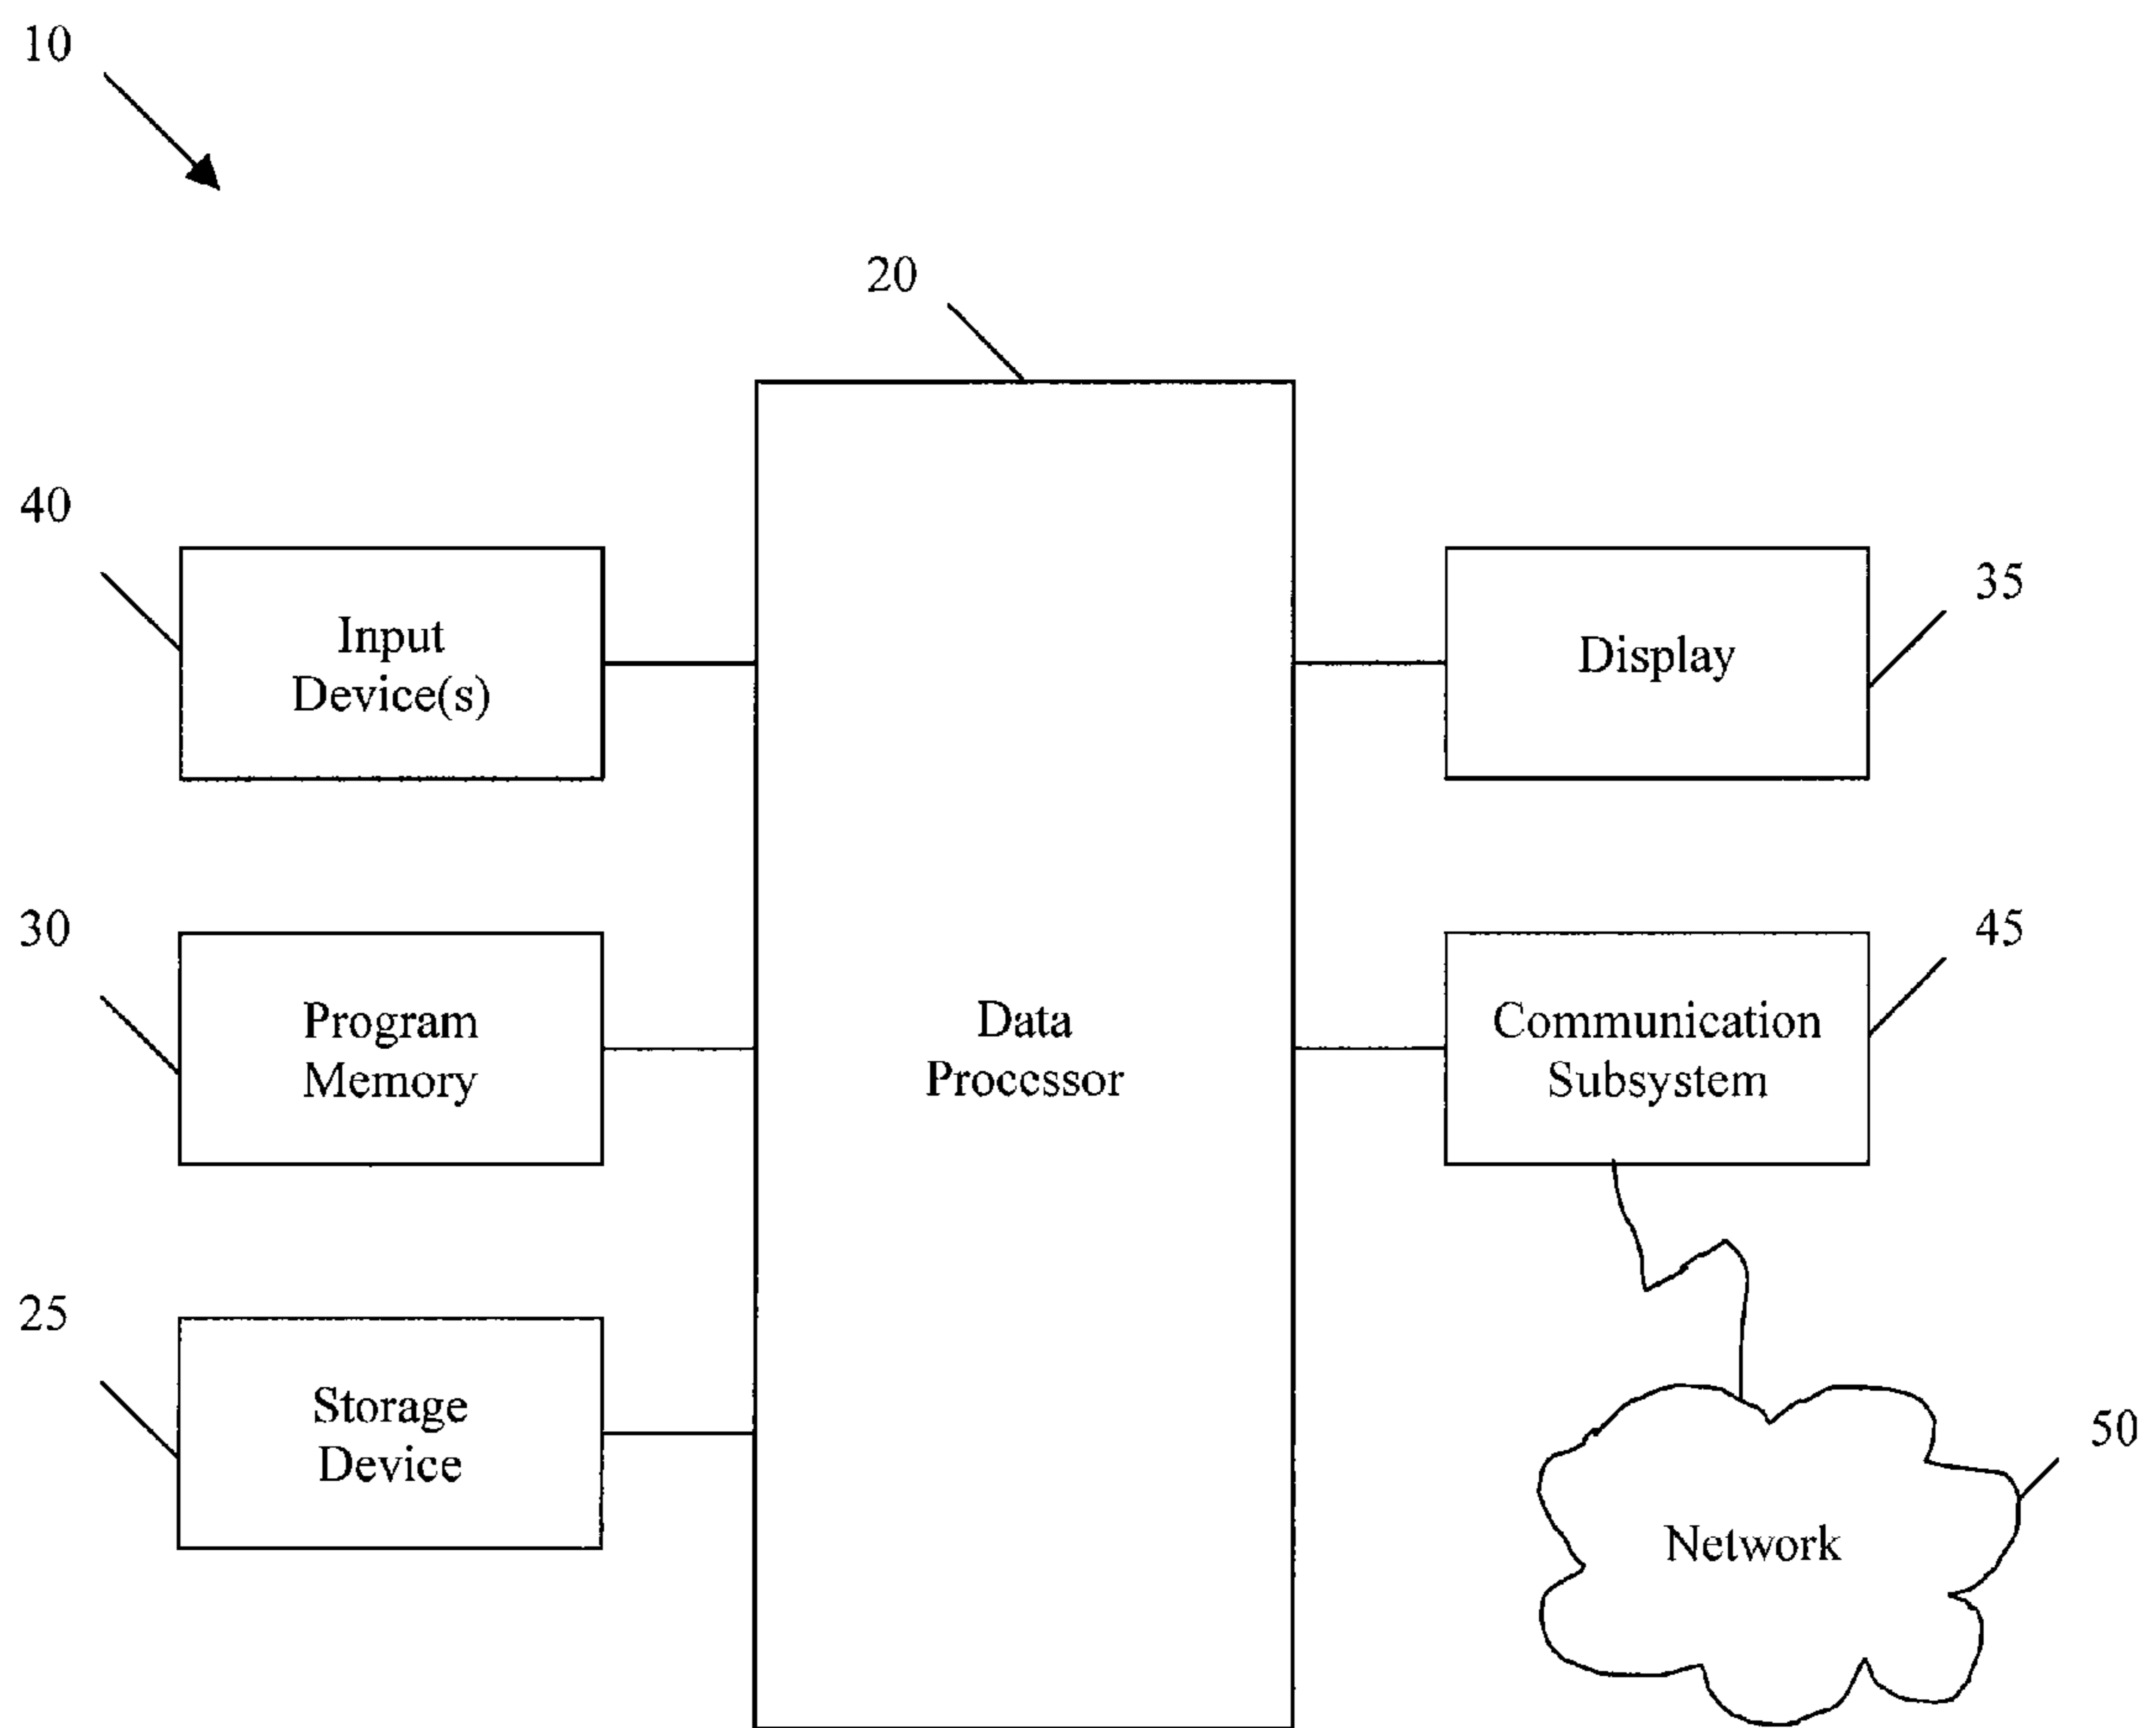 10
20
40
Input
Device(s)
Display
35
30
Program
Memory
Data
Processor
Communication
Subsystem
45
25
Storage
Device
Network
50